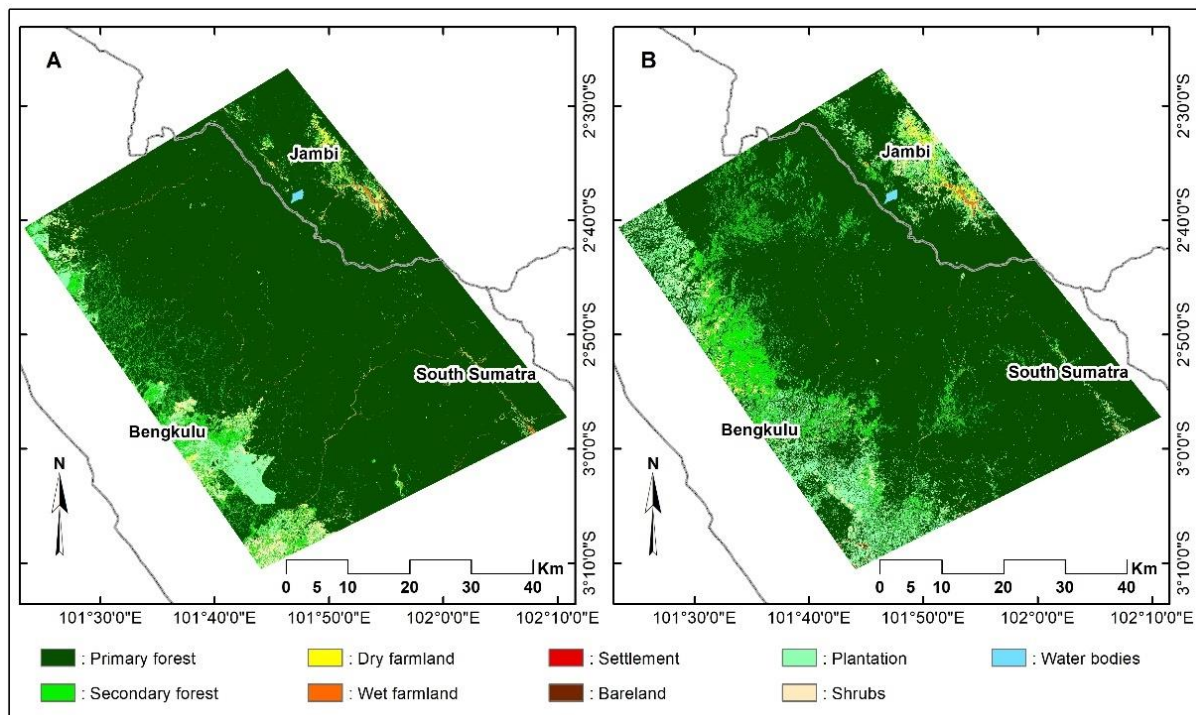 A
Jambi
South Sumatra
Bengkulu
N
Km
0 5 10 20 30 40
101°30'0"E 101°40'0"E 101°50'0"E 102°0'0"E 102°10'0"E
2°30'0"S
2°40'0"S
2°50'0"S
3°0'0"S
3°10'0"S
B
Jambi
South Sumatra
Bengkulu
N
Km
0 5 10 20 30 40
101°30'0"E 101°40'0"E 101°50'0"E 102°0'0"E 102°10'0"E
2°30'0"S
2°40'0"S
2°50'0"S
3°0'0"S
3°10'0"S
: Primary forest : Dry farmland : Settlement : Plantation : Water bodies
: Secondary forest : Wet farmland : Bareland : Shrubs